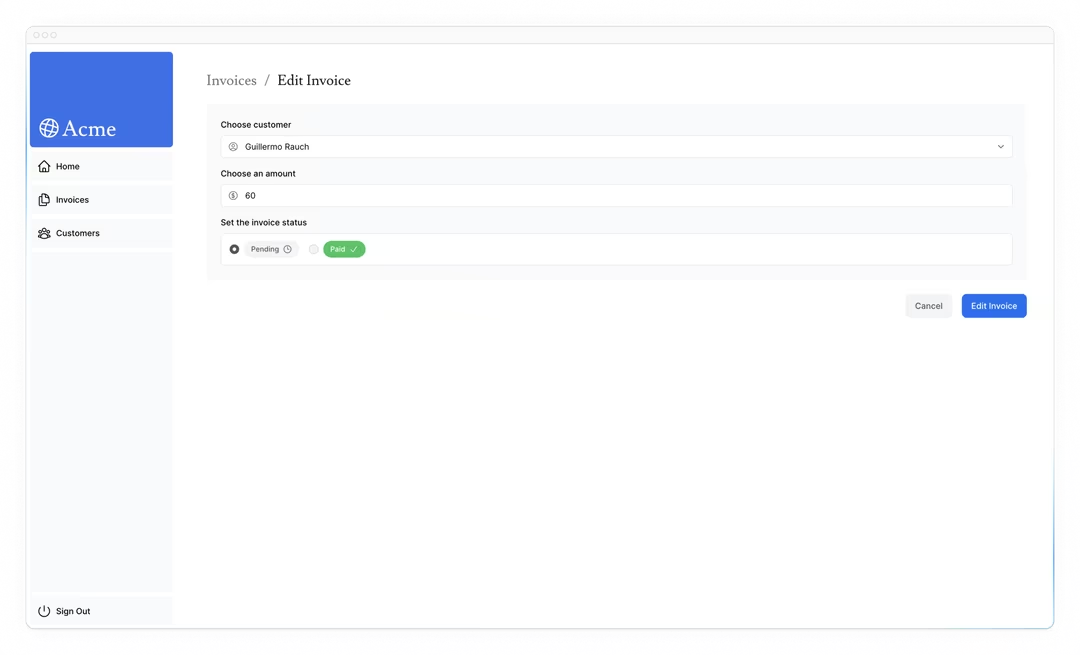 Acme
Home
Invoices
Customers
Sign Out
Invoices / Edit Invoice
Choose customer
Guillermo Rauch
Choose an amount
$ 60
Set the invoice status
Pending Paid
Cancel Edit Invoice